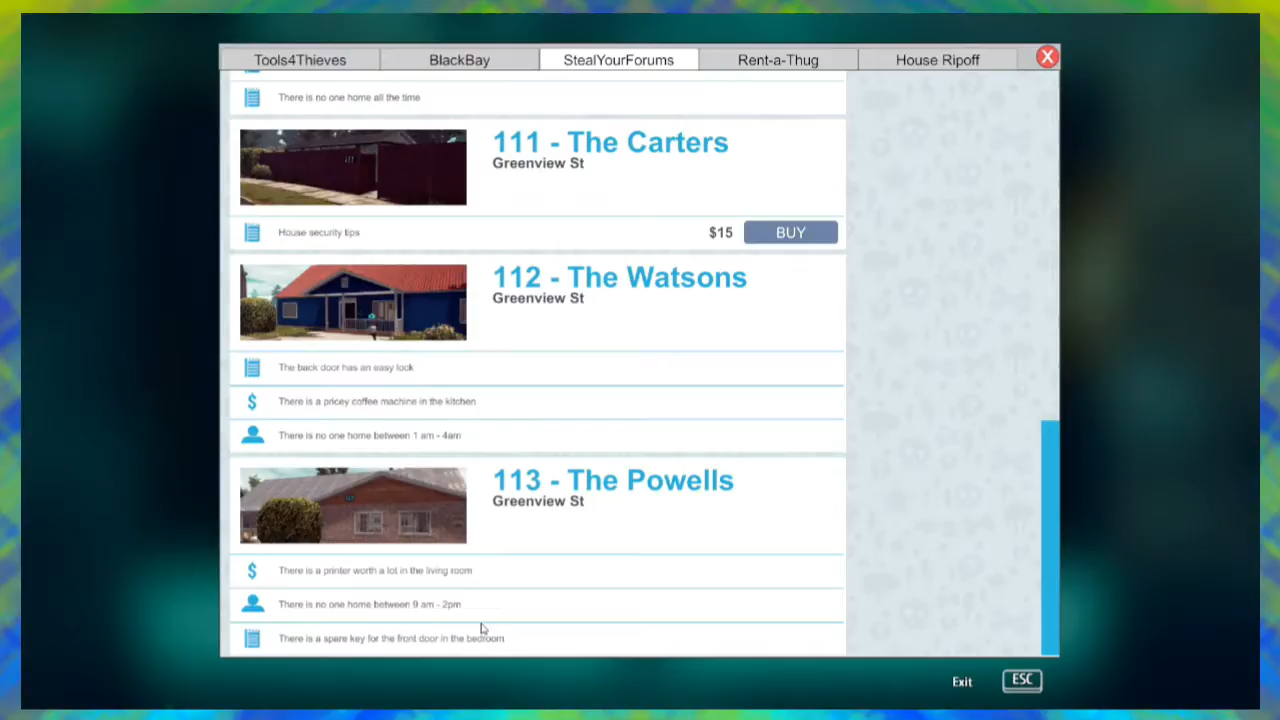 Tools4Thieves
BlackBay
StealYourForums
Rent-a-Thug
House Ripoff
X
There is no one home all the time
111 - The Carters
Greenview St
111
House security tips
$15
BUY
112 - The Watsons
Greenview St
The back door has an easy lock
$ There is a pricey coffee machine in the kitchen
There is no one home between 1 am - 4am
113 - The Powells
Greenview St
$ There is a printer worth a lot in the living room
There is no one home between 9 am - 2pm
There is a spare key for the front door in the bedroom
Exit
ESC